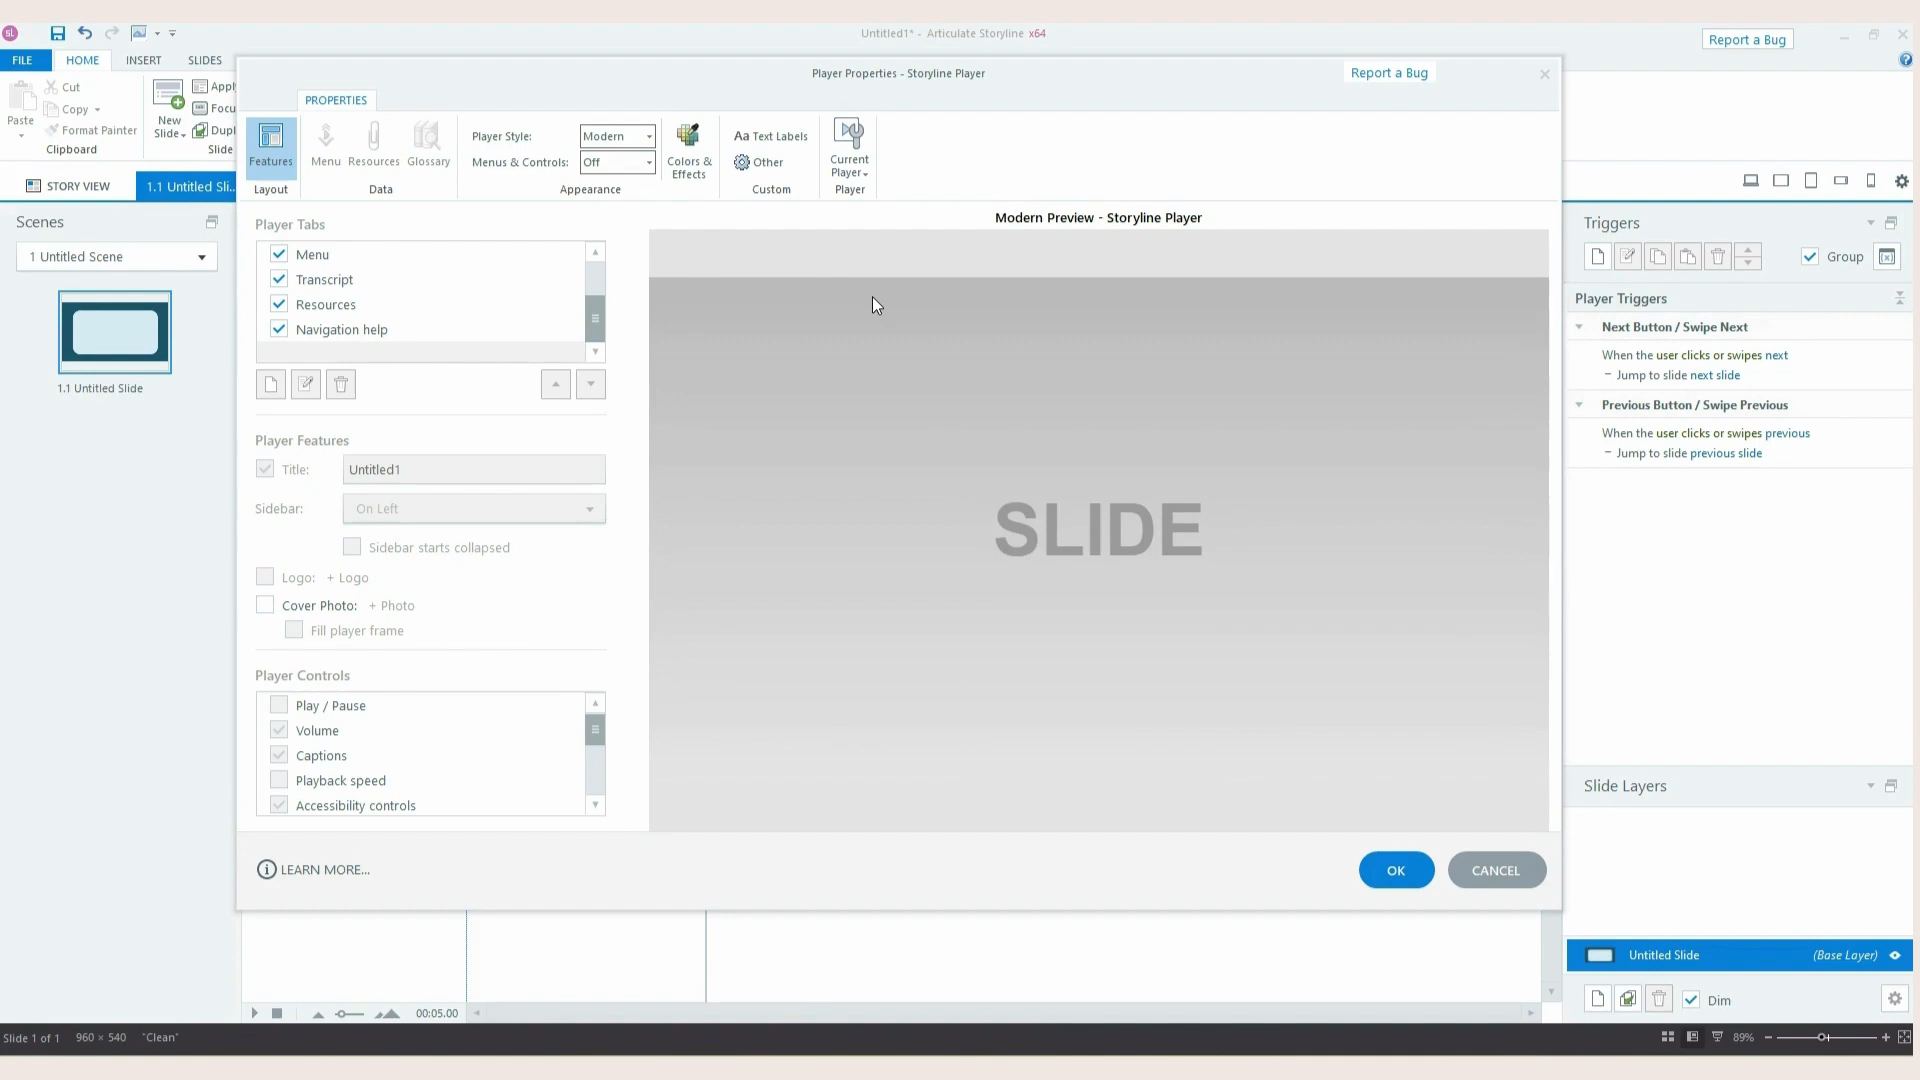 sl
Untitled1* - Articulate Storyline x64
Report a Bug
FILE
HOME
INSERT
SLIDES
Paste
Cut
Copy
Format Painter
Clipboard
New
Slide
Slide
Player Properties - Storyline Player
Report a Bug
PROPERTIES
Features
Layout
Menu
Resources
Glossary
Data
Player Style:
Modern
Menus & Controls:
Off
Appearance
Colors &
Effects
Aa Text Labels
Other
Custom
Current
Player
Player
STORY VIEW
1.1 Untitled Sli...
Scenes
1 Untitled Scene
1.1 Untitled Slide
Player Tabs
Menu
Transcript
Resources
Navigation help
Player Features
Title:
Untitled1
Sidebar:
On Left
Sidebar starts collapsed
Logo: + Logo
Cover Photo: + Photo
Fill player frame
Player Controls
Play / Pause
Volume
Captions
Playback speed
Accessibility controls
Modern Preview - Storyline Player
SLIDE
LEARN MORE...
OK
CANCEL
Triggers
Group
Player Triggers
Next Button / Swipe Next
When the user clicks or swipes next
- Jump to slide next slide
Previous Button / Swipe Previous
When the user clicks or swipes previous
- Jump to slide previous slide
Slide Layers
Untitled Slide
(Base Layer)
Dim
00:05.00
Slide 1 of 1
960 × 540
"Clean"
89%